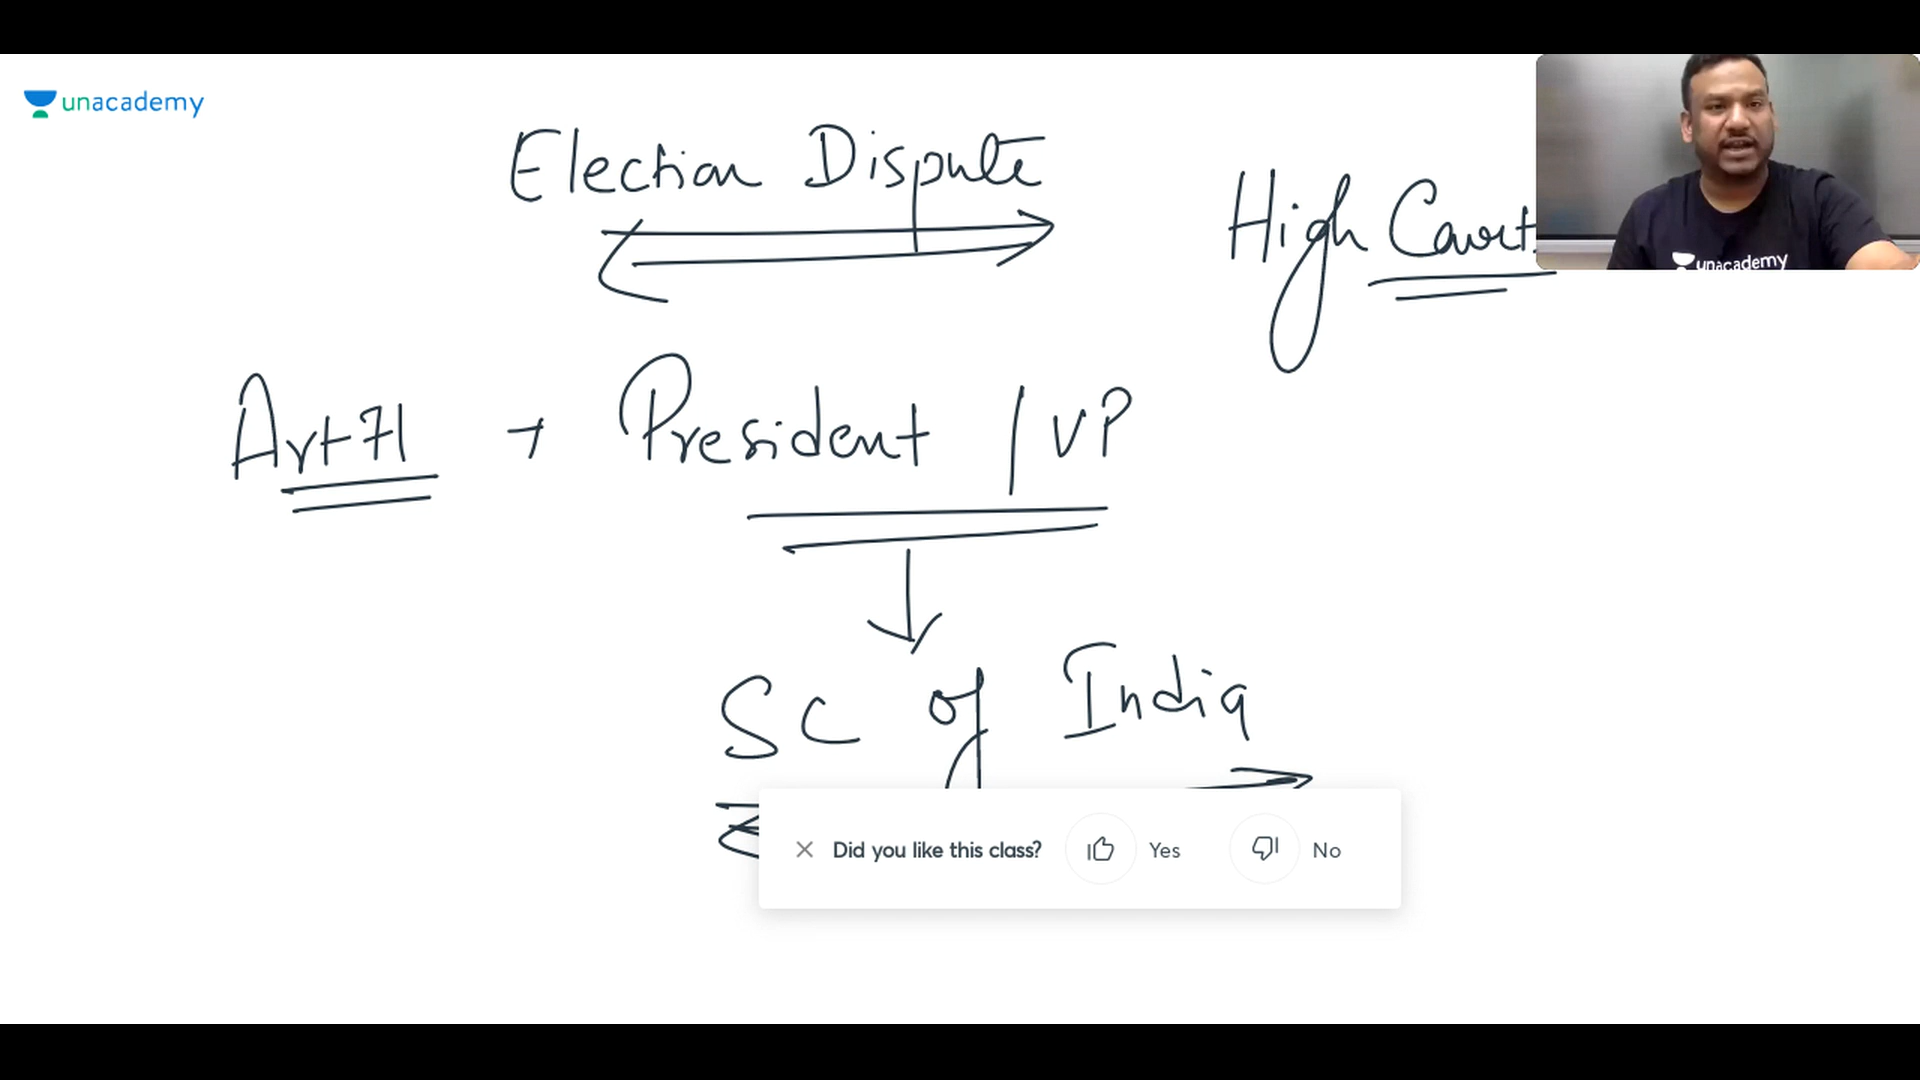 unacademy
Election Dispute
High Court
unacademy
Art 71 → President / VP
SC of India
Did you like this class? Yes No